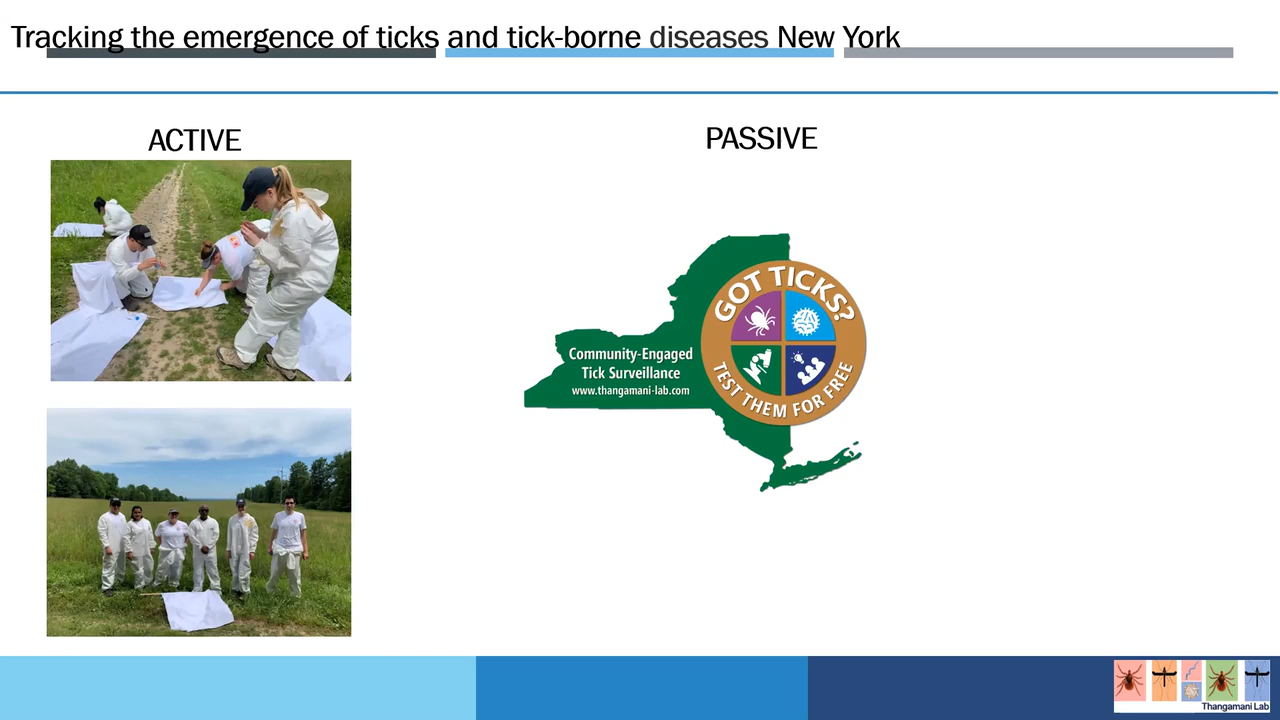 Tracking the emergence of ticks and tick-borne diseases New York
ACTIVE
PASSIVE
GOT TICKS?
Community-Engaged
Tick Surveillance
www.thangamani-lab.com
TEST THEM FOR FREE
Thangamani Lab